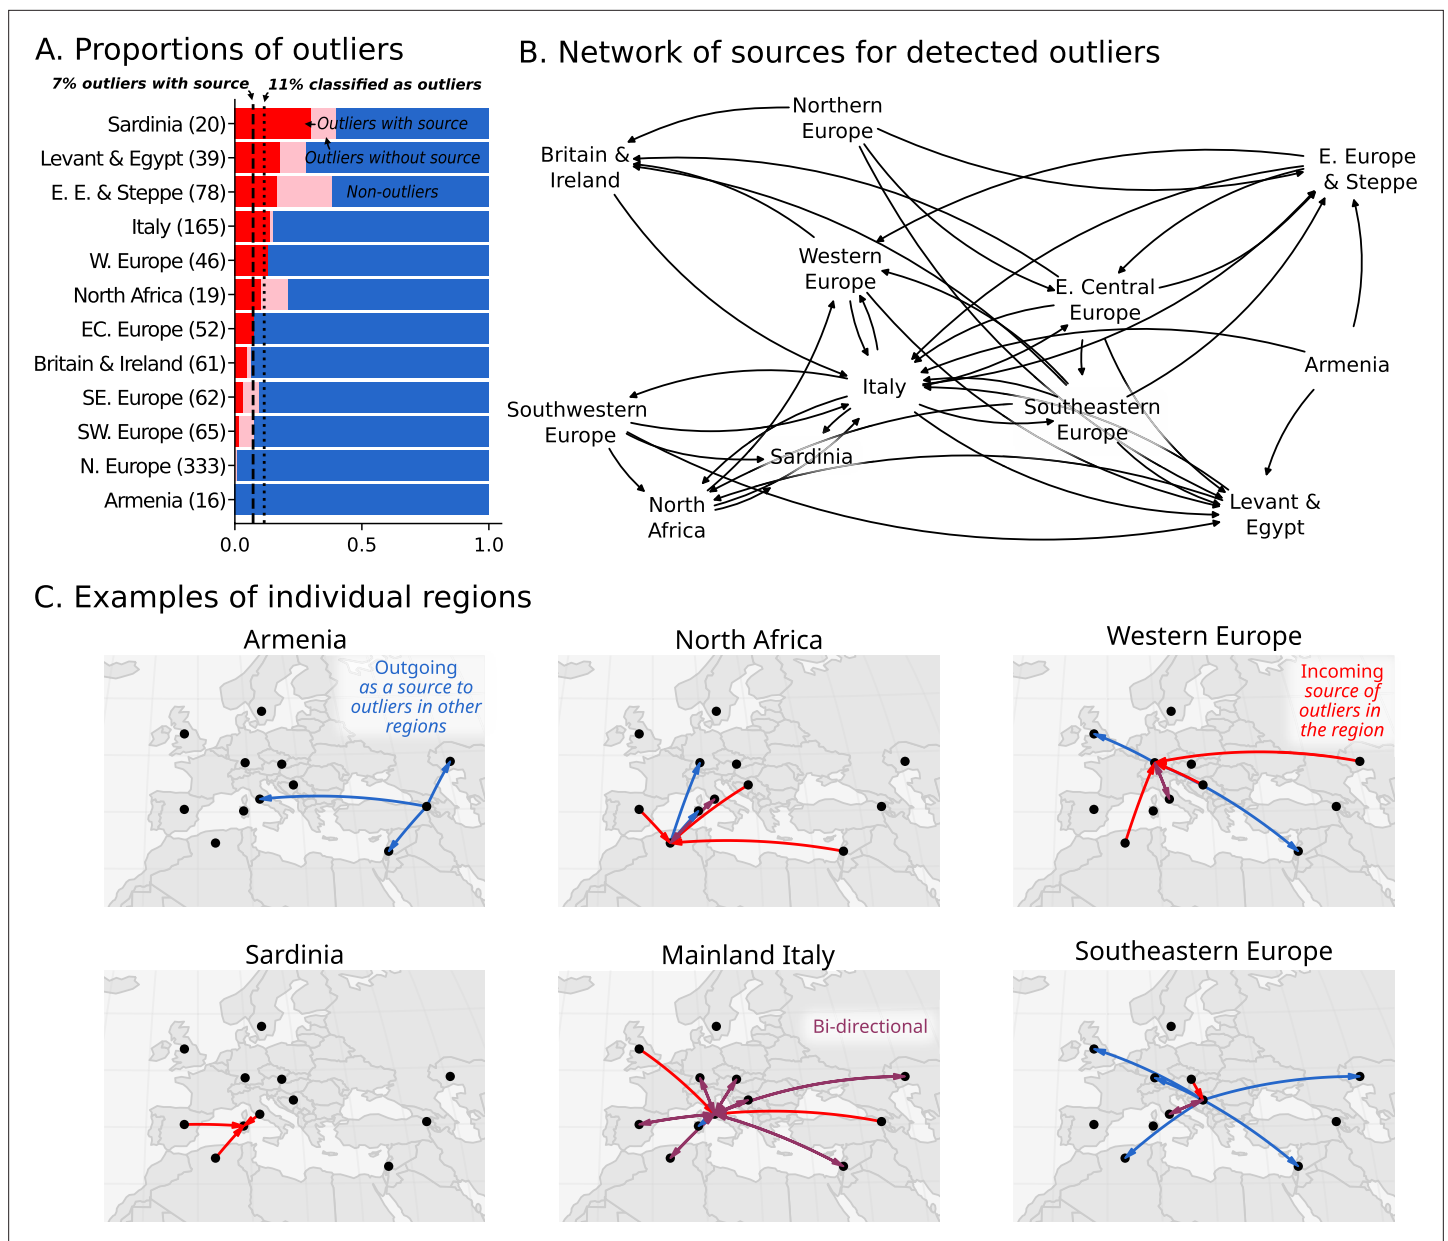 A. Proportions of outliers
7% outliers with source
11% classified as outliers
Sardinia (20)
Levant & Egypt (39)
E. E. & Steppe (78)
Italy (165)
W. Europe (46)
North Africa (19)
EC. Europe (52)
Britain & Ireland (61)
SE. Europe (62)
SW. Europe (65)
N. Europe (333)
Armenia (16)
Outliers with source
Outliers without source
Non-outliers
0.0
0.5
1.0
B. Network of sources for detected outliers
Northern
Europe
Britain &
Ireland
E. Europe
& Steppe
Western
Europe
E. Central
Europe
Armenia
Italy
Southwestern
Europe
Southeastern
Europe
Sardinia
North
Africa
Levant &
Egypt
C. Examples of individual regions
Armenia
Outgoing
as a source to
outliers in other
regions
North Africa
Western Europe
Incoming
source of
outliers in
the region
Sardinia
Mainland Italy
Bi-directional
Southeastern Europe